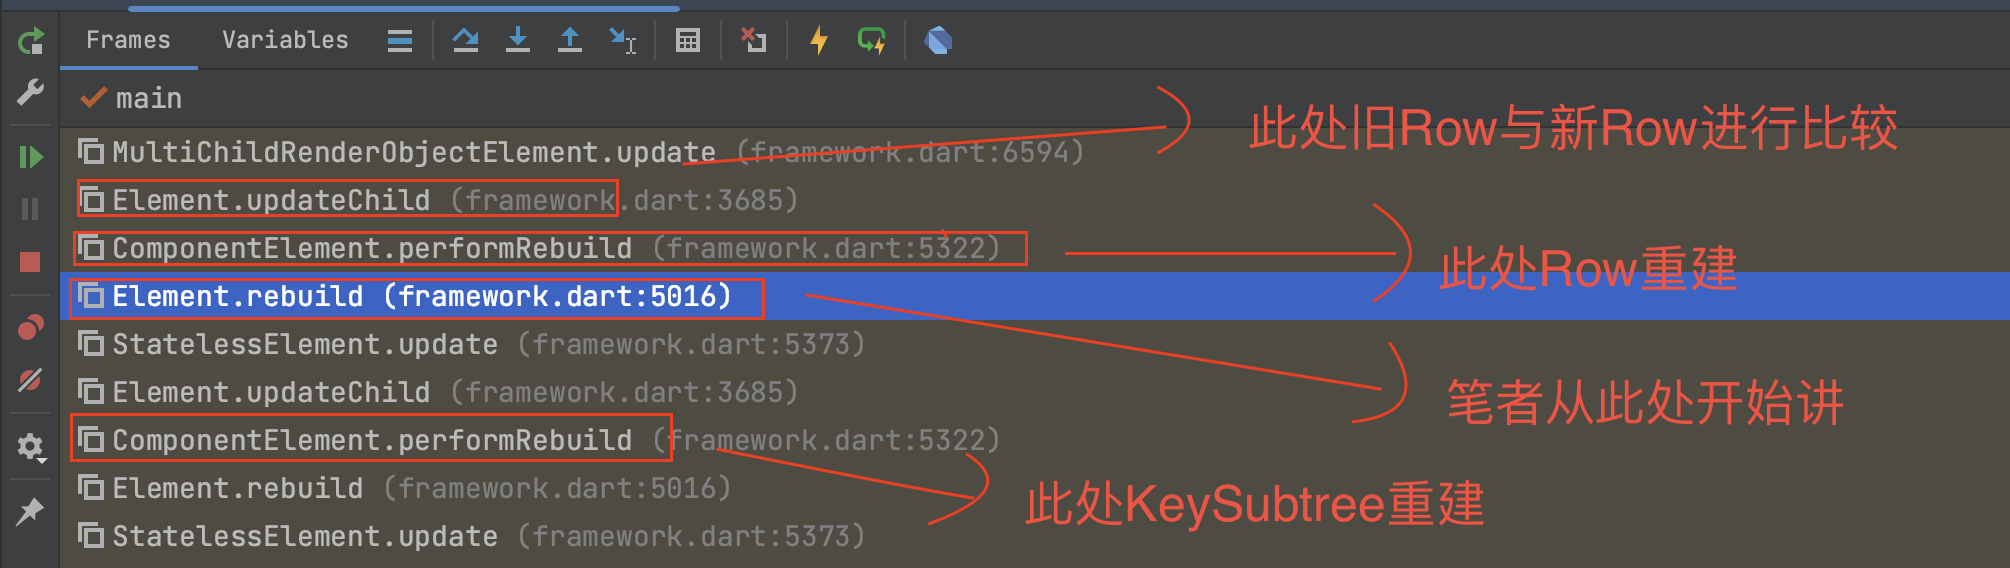 Frames Variables
main
此处旧Row与新Row进行比较
MultiChildRenderObjectElement.update (framework.dart:6594)
Element.updateChild (framework.dart:3685)
ComponentElement.performRebuild (framework.dart:5322)
此处Row重建
Element.rebuild (framework.dart:5016)
StatelessElement.update (framework.dart:5373)
Element.updateChild (framework.dart:3685)
笔者从此处开始讲
ComponentElement.performRebuild (framework.dart:5322)
Element.rebuild (framework.dart:5016)
此处KeySubtree重建
StatelessElement.update (framework.dart:5373)